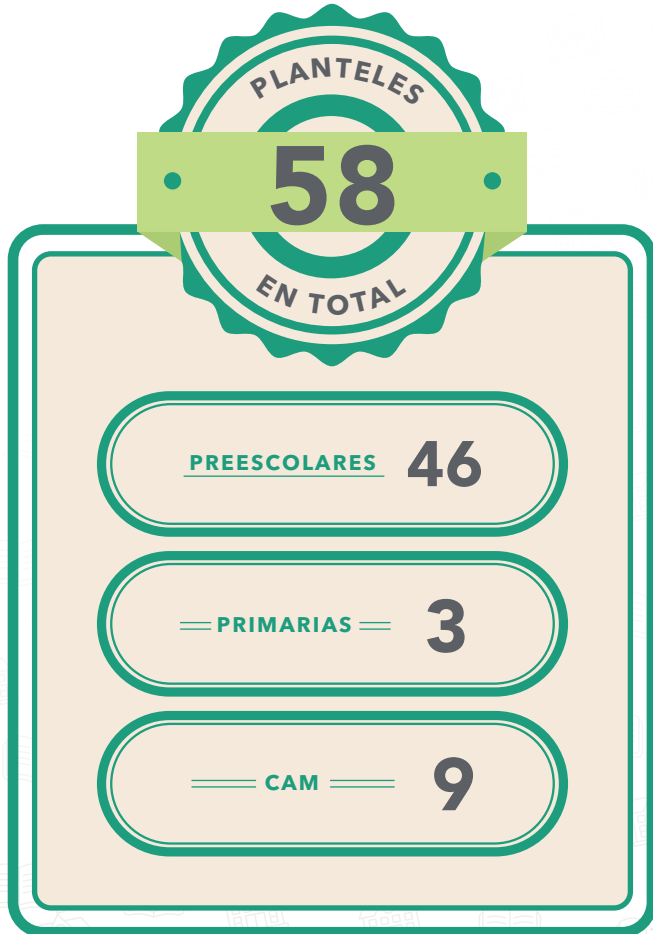 PLANTELES
58
EN TOTAL
PREESCOLARES 46
PRIMARIAS 3
CAM 9